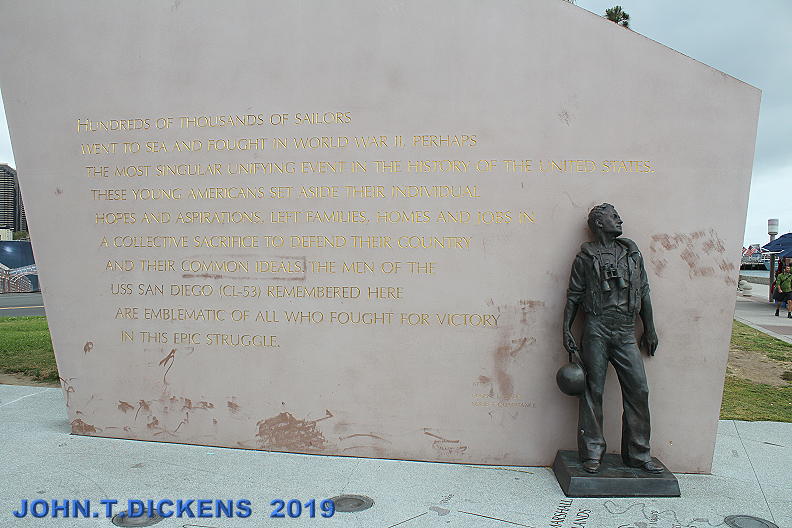 HUNDREDS OF THOUSANDS OF SAILORS
WENT TO SEA AND FOUGHT IN WORLD WAR II, PERHAPS
THE MOST SINGULAR UNIFYING EVENT IN THE HISTORY OF THE UNITED STATES.
THESE YOUNG AMERICANS SET ASIDE THEIR INDIVIDUAL
HOPES AND ASPIRATIONS, LEFT FAMILIES, HOMES AND JOBS IN
A COLLECTIVE SACRIFICE TO DEFEND THEIR COUNTRY
AND THEIR COMMON IDEALS. THE MEN OF THE
USS SAN DIEGO (CL-53) REMEMBERED HERE
ARE EMBLEMATIC OF ALL WHO FOUGHT FOR VICTORY
IN THIS EPIC STRUGGLE.
MARSHALL
JOHN.T.DICKENS 2019